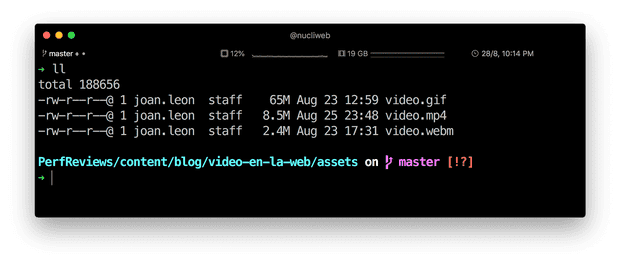 @nucliweb
master 12% 19 GB 28/8, 10:14 PM
➜ ll
total 188656
-rw-r--r--@ 1 joan.leon  staff    65M Aug 23 12:59 video.gif
-rw-r--r--@ 1 joan.leon  staff   8.5M Aug 25 23:48 video.mp4
-rw-r--r--@ 1 joan.leon  staff   2.4M Aug 23 17:31 video.webm
PerfReviews/content/blog/video-en-la-web/assets on master [!?]
➜